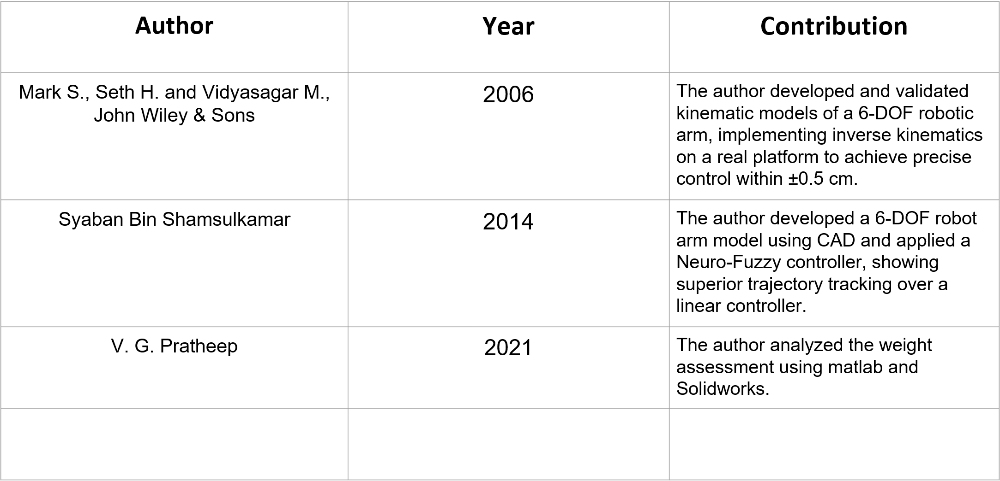 Author
Year
Contribution
Mark S., Seth H. and Vidyasagar M.,
John Wiley & Sons
2006
The author developed and validated
kinematic models of a 6-DOF robotic
arm, implementing inverse kinematics
on a real platform to achieve precise
control within ±0.5 cm.
Syaban Bin Shamsulkamar
2014
The author developed a 6-DOF robot
arm model using CAD and applied a
Neuro-Fuzzy controller, showing
superior trajectory tracking over a
linear controller.
V. G. Pratheep
2021
The author analyzed the weight
assessment using matlab and
Solidworks.